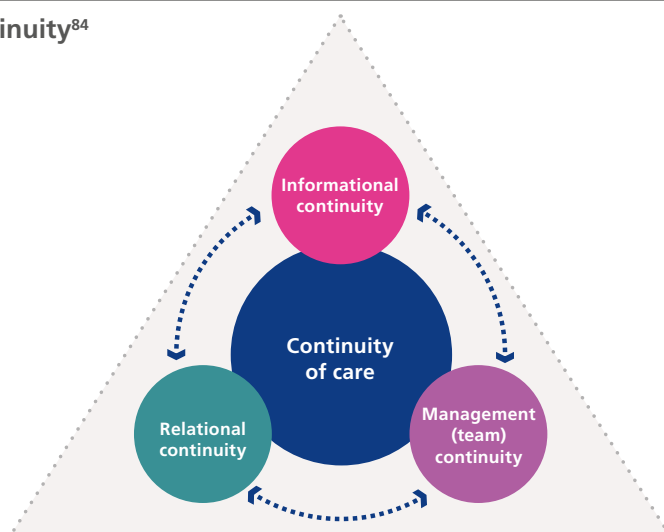 inuity⁸⁴
Informational
continuity
Continuity
of care
Relational
continuity
Management
(team)
continuity